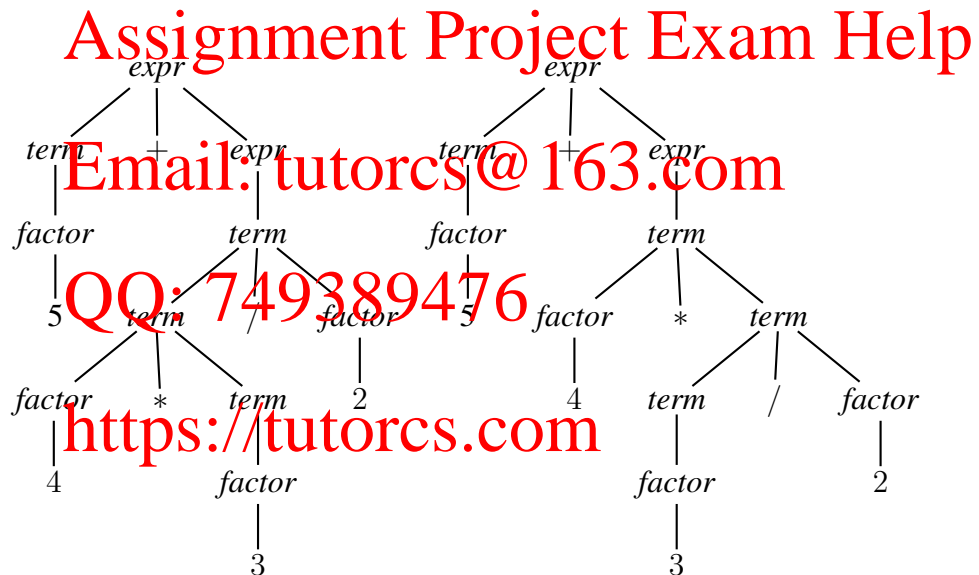 Assignment Project Exam Help
expr expr
term + expr term + expr
Email: tutorcs@163.com
factor term factor term
QQ: 749389476
5 term / factor 5 factor * term
factor * term 2 4 term / factor
https://tutorcs.com
4 factor factor 2
3 3